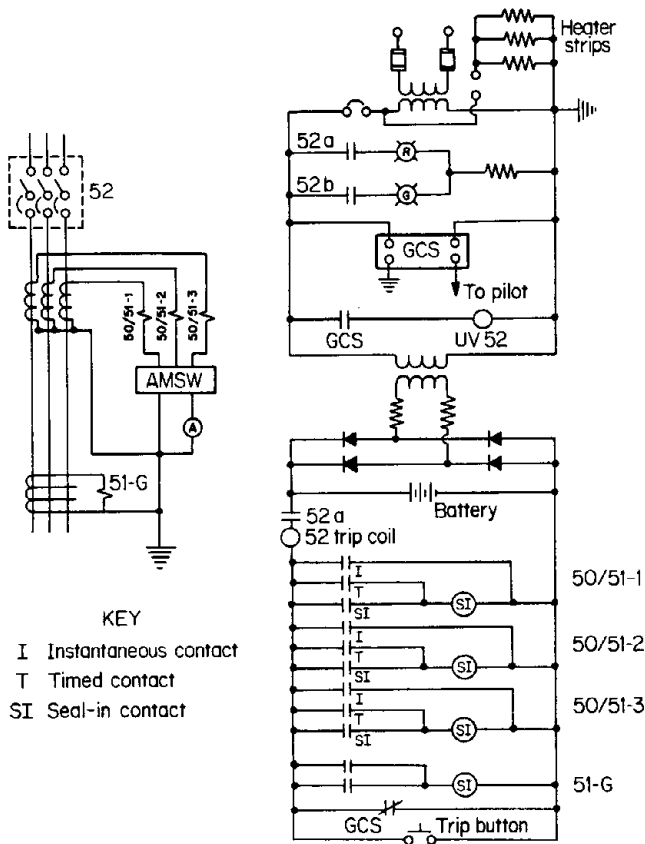 Heater
strips
52a
R
52b
G
GCS
To pilot
GCS
UV 52
52
50/51-1
50/51-2
50/51-3
AMSW
A
51-G
Battery
52a
52 trip coil
I
T
SI
SI
50/51-1
I
T
SI
SI
50/51-2
I
T
SI
SI
50/51-3
SI
51-G
GCS
Trip button
KEY
I Instantaneous contact
T Timed contact
SI Seal-in contact